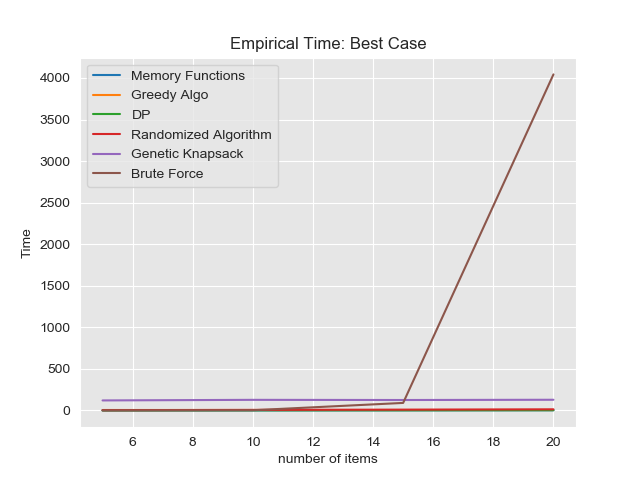 Empirical Time: Best Case
Memory Functions
Greedy Algo
DP
Randomized Algorithm
Genetic Knapsack
Brute Force
4000
3500
3000
2500
2000
1500
1000
500
0
Time
6 8 10 12 14 16 18 20
number of items